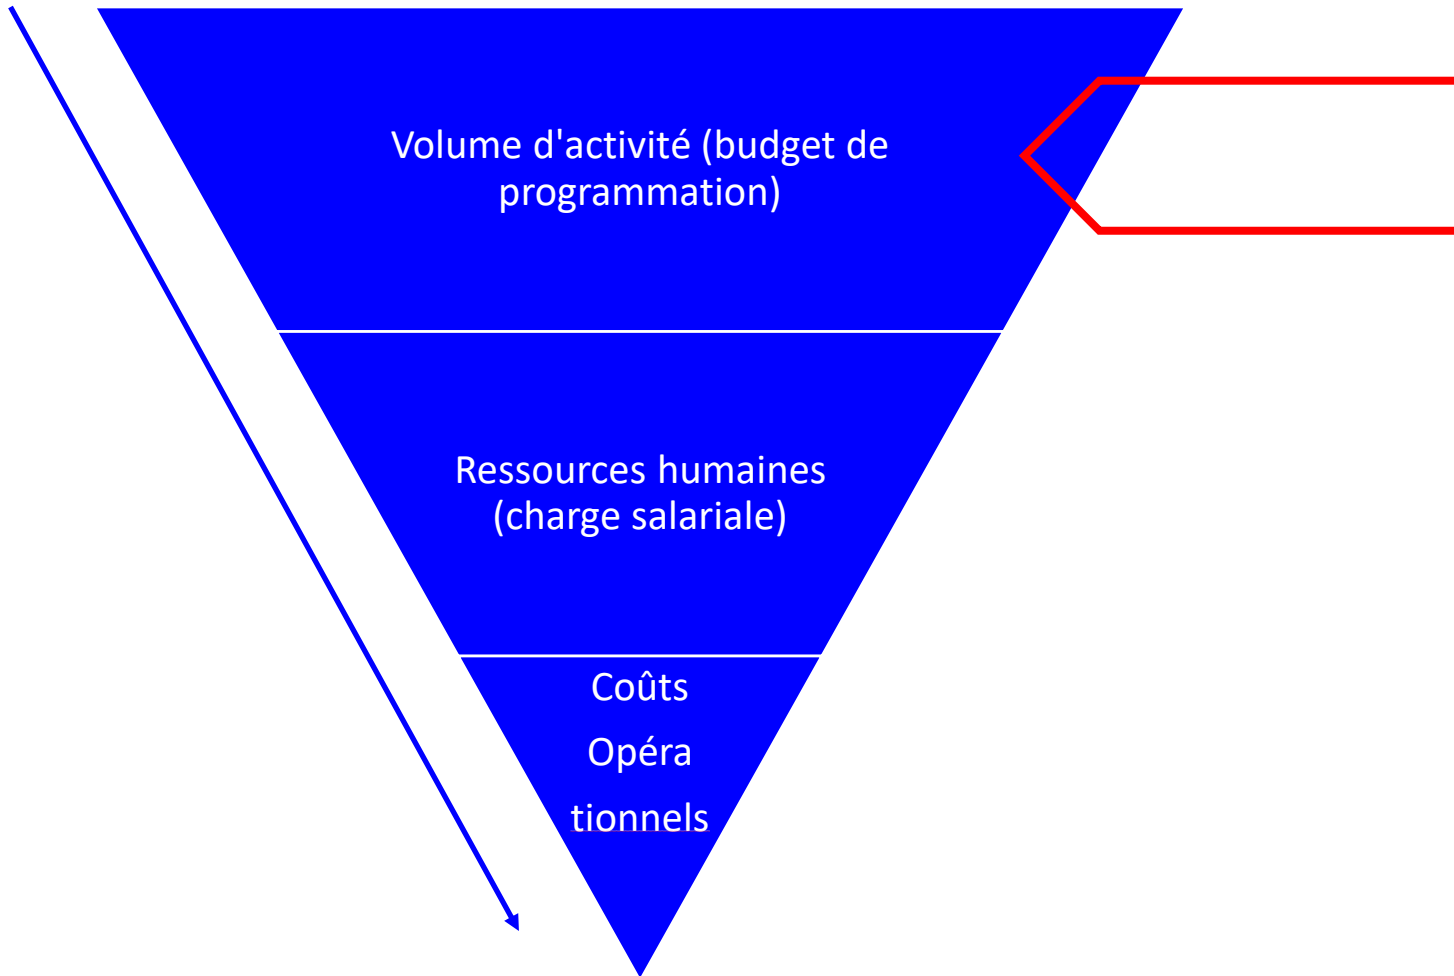 Volume d'activité (budget de
programmation)
Ressources humaines
(charge salariale)
Coûts
Opéra
tionnels